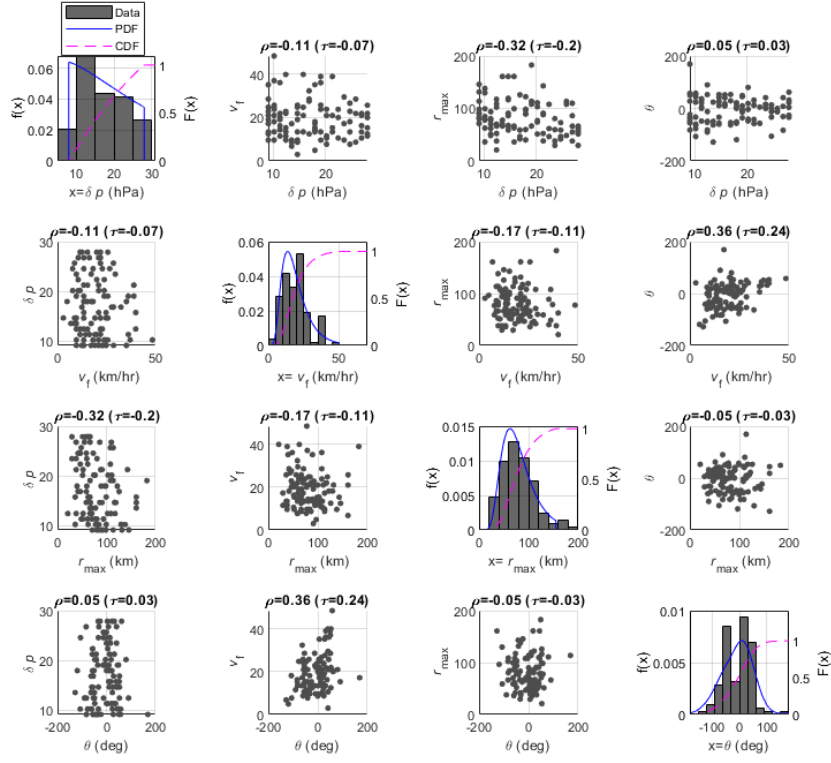 Data
PDF
CDF
ρ=-0.11 (τ=-0.07)
ρ=-0.32 (τ=-0.2)
ρ=0.05 (τ=0.03)
0.06
0.04
0.02
0
f(x)
1
0.5
0
F(x)
10 20
x=δ p (hPa)
40
20
0
v_f
10 20
δ p (hPa)
200
100
0
r_max
10 20
δ p (hPa)
200
0
-200
θ
10 20
δ p (hPa)
ρ=-0.11 (τ=-0.07)
ρ=-0.17 (τ=-0.11)
ρ=0.36 (τ=0.24)
30
20
10
δ p
0 50
v_f (km/hr)
0.06
0.04
0.02
0
f(x)
1
0.5
0
F(x)
0 50
x= v_f (km/hr)
200
100
0
r_max
0 50
v_f (km/hr)
200
0
-200
θ
0 50
v_f (km/hr)
ρ=-0.32 (τ=-0.2)
ρ=-0.17 (τ=-0.11)
ρ=-0.05 (τ=-0.03)
30
20
10
δ p
0 100 200
r_max (km)
40
20
0
v_f
0 100 200
r_max (km)
0.015
0.01
0.005
0
f(x)
1
0.5
0
F(x)
0 100 200
x= r_max (km)
200
0
-200
θ
0 100 200
r_max (km)
ρ=0.05 (τ=0.03)
ρ=0.36 (τ=0.24)
ρ=-0.05 (τ=-0.03)
30
20
10
δ p
-200 0 200
θ (deg)
40
20
0
v_f
-200 0 200
θ (deg)
200
100
0
r_max
-200 0 200
θ (deg)
0.01
0.005
0
f(x)
1
0.5
0
F(x)
-100 0 100
x=θ (deg)